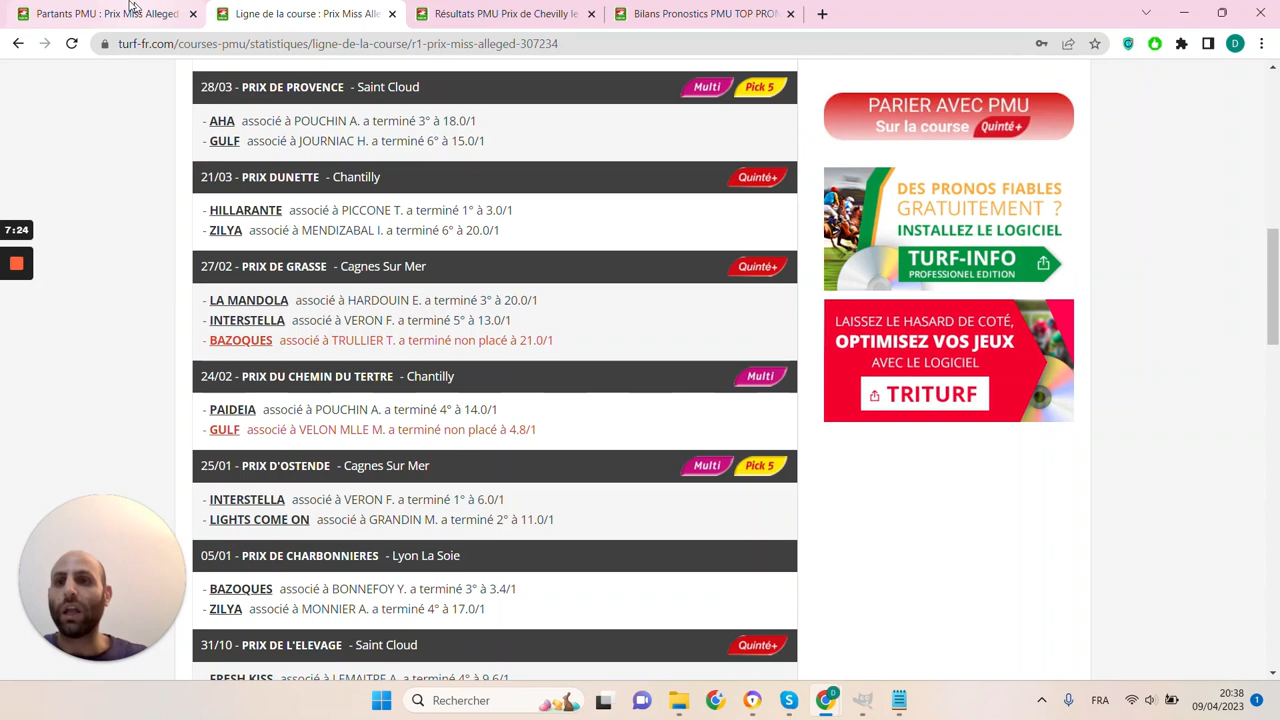 Partants PMU : Prix Miss Alleged
Ligne de la course : Prix Miss Alle
Résultats PMU Prix de Chevilly le
Bilans Pronostics PMU TOP PRON
turf-fr.com/courses-pmu/statistiques/ligne-de-la-course/r1-prix-miss-alleged-307234
D
28/03 - PRIX DE PROVENCE - Saint Cloud Multi Pick 5
- AHA associé à POUCHIN A. a terminé 3° à 18.0/1
- GULF associé à JOURNIAC H. a terminé 6° à 15.0/1
21/03 - PRIX DUNETTE - Chantilly Quinté+
- HILLARANTE associé à PICCONE T. a terminé 1° à 3.0/1
- ZILYA associé à MENDIZABAL I. a terminé 6° à 20.0/1
27/02 - PRIX DE GRASSE - Cagnes Sur Mer Quinté+
- LA MANDOLA associé à HARDOUIN E. a terminé 3° à 20.0/1
- INTERSTELLA associé à VERON F. a terminé 5° à 13.0/1
- BAZOQUES associé à TRULLIER T. a terminé non placé à 21.0/1
24/02 - PRIX DU CHEMIN DU TERTRE - Chantilly Multi
- PAIDEIA associé à POUCHIN A. a terminé 4° à 14.0/1
- GULF associé à VELON MLLE M. a terminé non placé à 4.8/1
25/01 - PRIX D'OSTENDE - Cagnes Sur Mer Multi Pick 5
- INTERSTELLA associé à VERON F. a terminé 1° à 6.0/1
- LIGHTS COME ON associé à GRANDIN M. a terminé 2° à 11.0/1
05/01 - PRIX DE CHARBONNIERES - Lyon La Soie
- BAZOQUES associé à BONNEFOY Y. a terminé 3° à 3.4/1
- ZILYA associé à MONNIER A. a terminé 4° à 17.0/1
31/10 - PRIX DE L'ELEVAGE - Saint Cloud Quinté+
- FRESH KISS associé à LEMAITRE A. a terminé 4° à 9.6/1
PARIER AVEC PMU
Sur la course Quinté+
DES PRONOS FIABLES
GRATUITEMENT ?
INSTALLEZ LE LOGICIEL
TURF-INFO
PROFESSIONEL EDITION
LAISSEZ LE HASARD DE COTÉ,
OPTIMISEZ VOS JEUX
AVEC LE LOGICIEL
TRITURF
7:24
Rechercher
FRA
20:38
09/04/2023
1